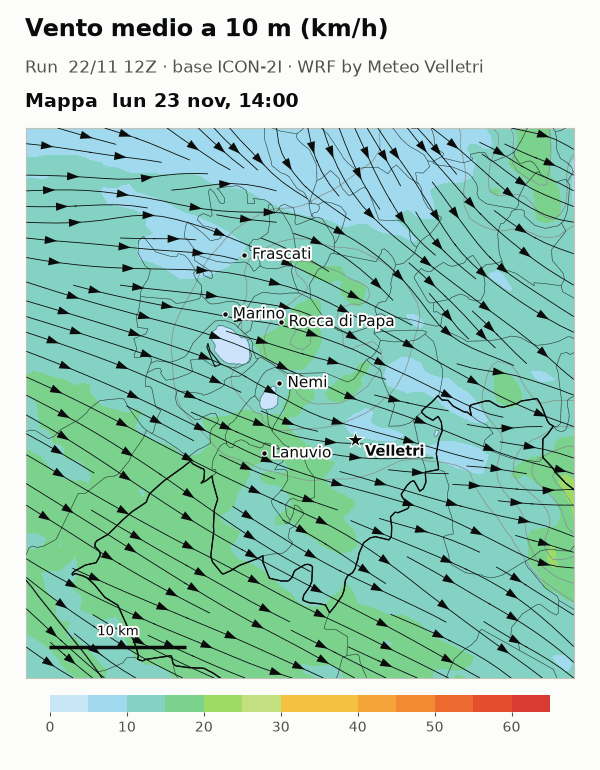 Vento medio a 10 m (km/h)
Run 22/11 12Z · base ICON-2I · WRF by Meteo Velletri
Mappa lun 23 nov, 14:00
Frascati
Marino
Rocca di Papa
Nemi
Velletri
Lanuvio
10 km
0 10 20 30 40 50 60